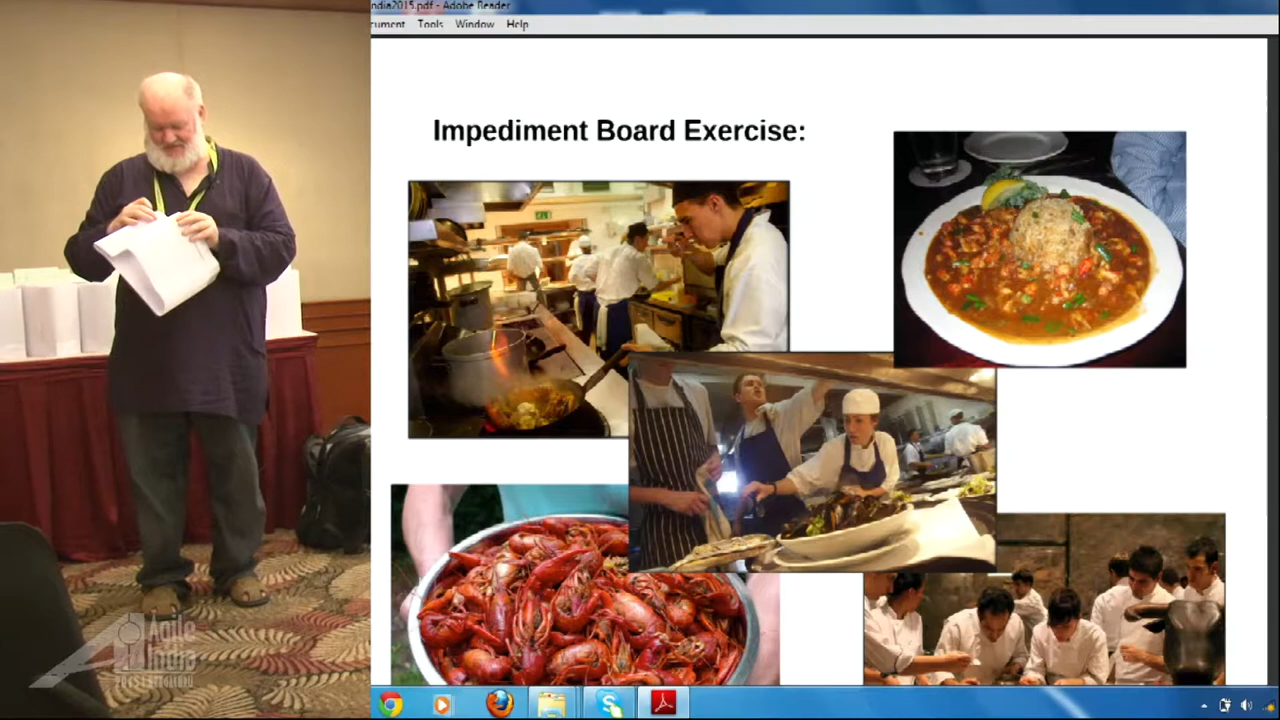 ndia2015.pdf - Adobe Reader
cument Tools Window Help
Impediment Board Exercise:
Agile
India